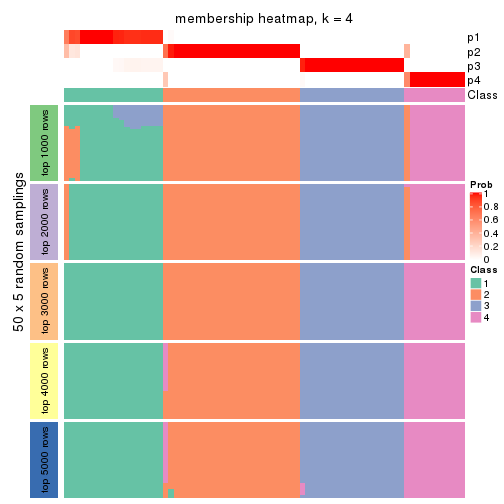 membership heatmap, k = 4
p1
p2
p3
p4
Class
50 x 5 random samplings
top 1000 rows
top 2000 rows
top 3000 rows
top 4000 rows
top 5000 rows
Prob
1
0.8
0.6
0.4
0.2
0
Class
1
2
3
4